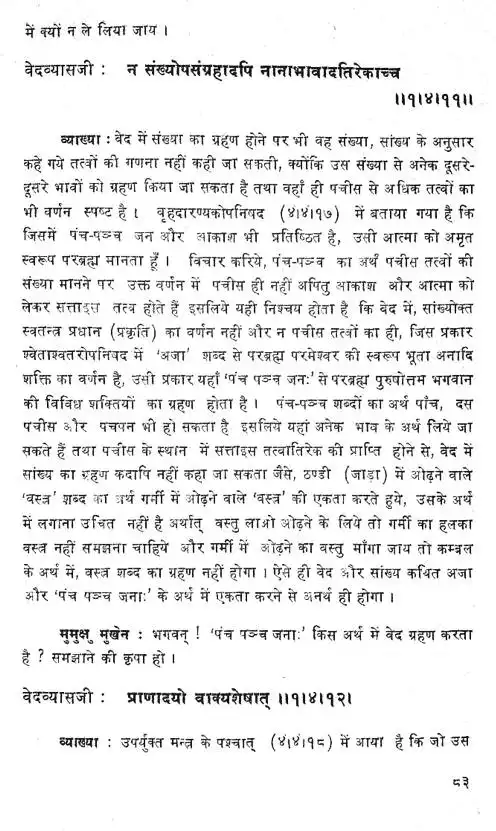 में क्यों न ले लिया जाय ।
वेदव्यासजी : न संख्योपसंग्रहादपि नानाभावादतिरेकाच्च
।।१।४।११।।
व्याख्या : वेद में संख्या का ग्रहण होने पर भी वह संख्या, सांख्य के अनुसार
कहे गये तत्वों की गणना नहीं कही जा सकती, क्योंकि उस संख्या से अनेक दूसरे-
दूसरे भावों को ग्रहण किया जा सकता है तथा वहाँ ही पचीस से अधिक तत्वों का
भी वर्णन स्पष्ट है । वृहदारण्यकोपनिषद (४।४।१७) में बताया गया है कि
जिसमें पंच-पञ्च जन और आकाश भी प्रतिष्ठित है, उसी आत्मा को अमृत
स्वरूप परब्रह्म मानता हूँ । विचार करिये, पंच-पञ्च का अर्थ पचीस तत्वों की
संख्या मानने पर उक्त वर्णन में पचीस ही नहीं अपितु आकाश और आत्मा को
लेकर सत्ताइस तत्व होते हैं इसलिये यही निश्चय होता है कि वेद में, सांख्योक्त
स्वतन्त्र प्रधान (प्रकृति) का वर्णन नहीं और न पचीस तत्वों का ही, जिस प्रकार
श्वेताश्वतरोपनिषद में 'अजा' शब्द से परब्रह्म परमेश्वर की स्वरूप भूता अनादि
शक्ति का वर्णन है, उसी प्रकार यहाँ 'पंच पञ्च जनः' से परब्रह्म पुरुषोत्तम भगवान
की विविध शक्तियों का ग्रहण होता है । पंच-पञ्च शब्दों का अर्थ पाँच, दस
पचीस और पचपन भी हो सकता है इसलिये यहाँ अनेक भाव के अर्थ लिये जा
सकते हैं तथा पचीस के स्थान में सत्ताइस तत्वातिरेक की प्राप्ति होने से, वेद में
सांख्य का ग्रहण कदापि नहीं कहा जा सकता जैसे, ठण्डी (जाड़ा) में ओढ़ने वाले
'वस्त्र' शब्द का अर्थ गर्मी में ओढ़ने वाले 'वस्त्र' की एकता करते हुये, उसके अर्थ
में लगाना उचित नहीं है अर्थात् वस्तु लाओ ओढ़ने के लिये तो गर्मी का हलका
वस्त्र नहीं समझना चाहिये और गर्मी में ओढ़ने का वस्तु माँगा जाय तो कम्बल
के अर्थ में, वस्त्र शब्द का ग्रहण नहीं होगा । ऐसे ही वेद और सांख्य कथित अजा
और 'पंच पञ्च जनाः' के अर्थ में एकता करने से अनर्थ ही होगा ।
मुमुक्षु मुखेन : भगवन् ! 'पंच पञ्च जनाः' किस अर्थ में वेद ग्रहण करता
है ? समझाने की कृपा हो ।
वेदव्यासजी : प्राणादयो वाक्यशेषात् ।।१।४।१२।
व्याख्या : उपर्युक्त मन्त्र के पश्चात् (४।४।१८) में आया है कि जो उस
८३